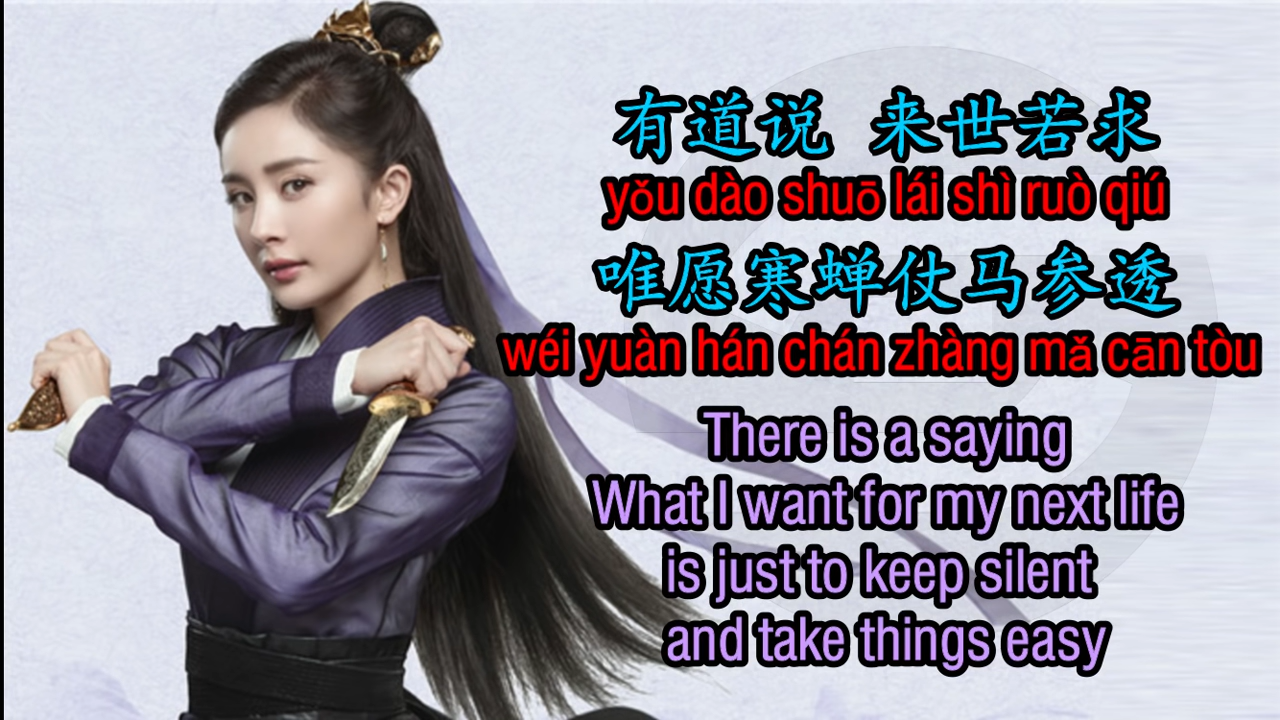 有道说 来世若求
yǒu dào shuō lái shì ruò qiú
唯愿寒蝉仗马参透
wéi yuàn hán chán zhàng mǎ cān tòu
There is a saying
What I want for my next life
is just to keep silent
and take things easy